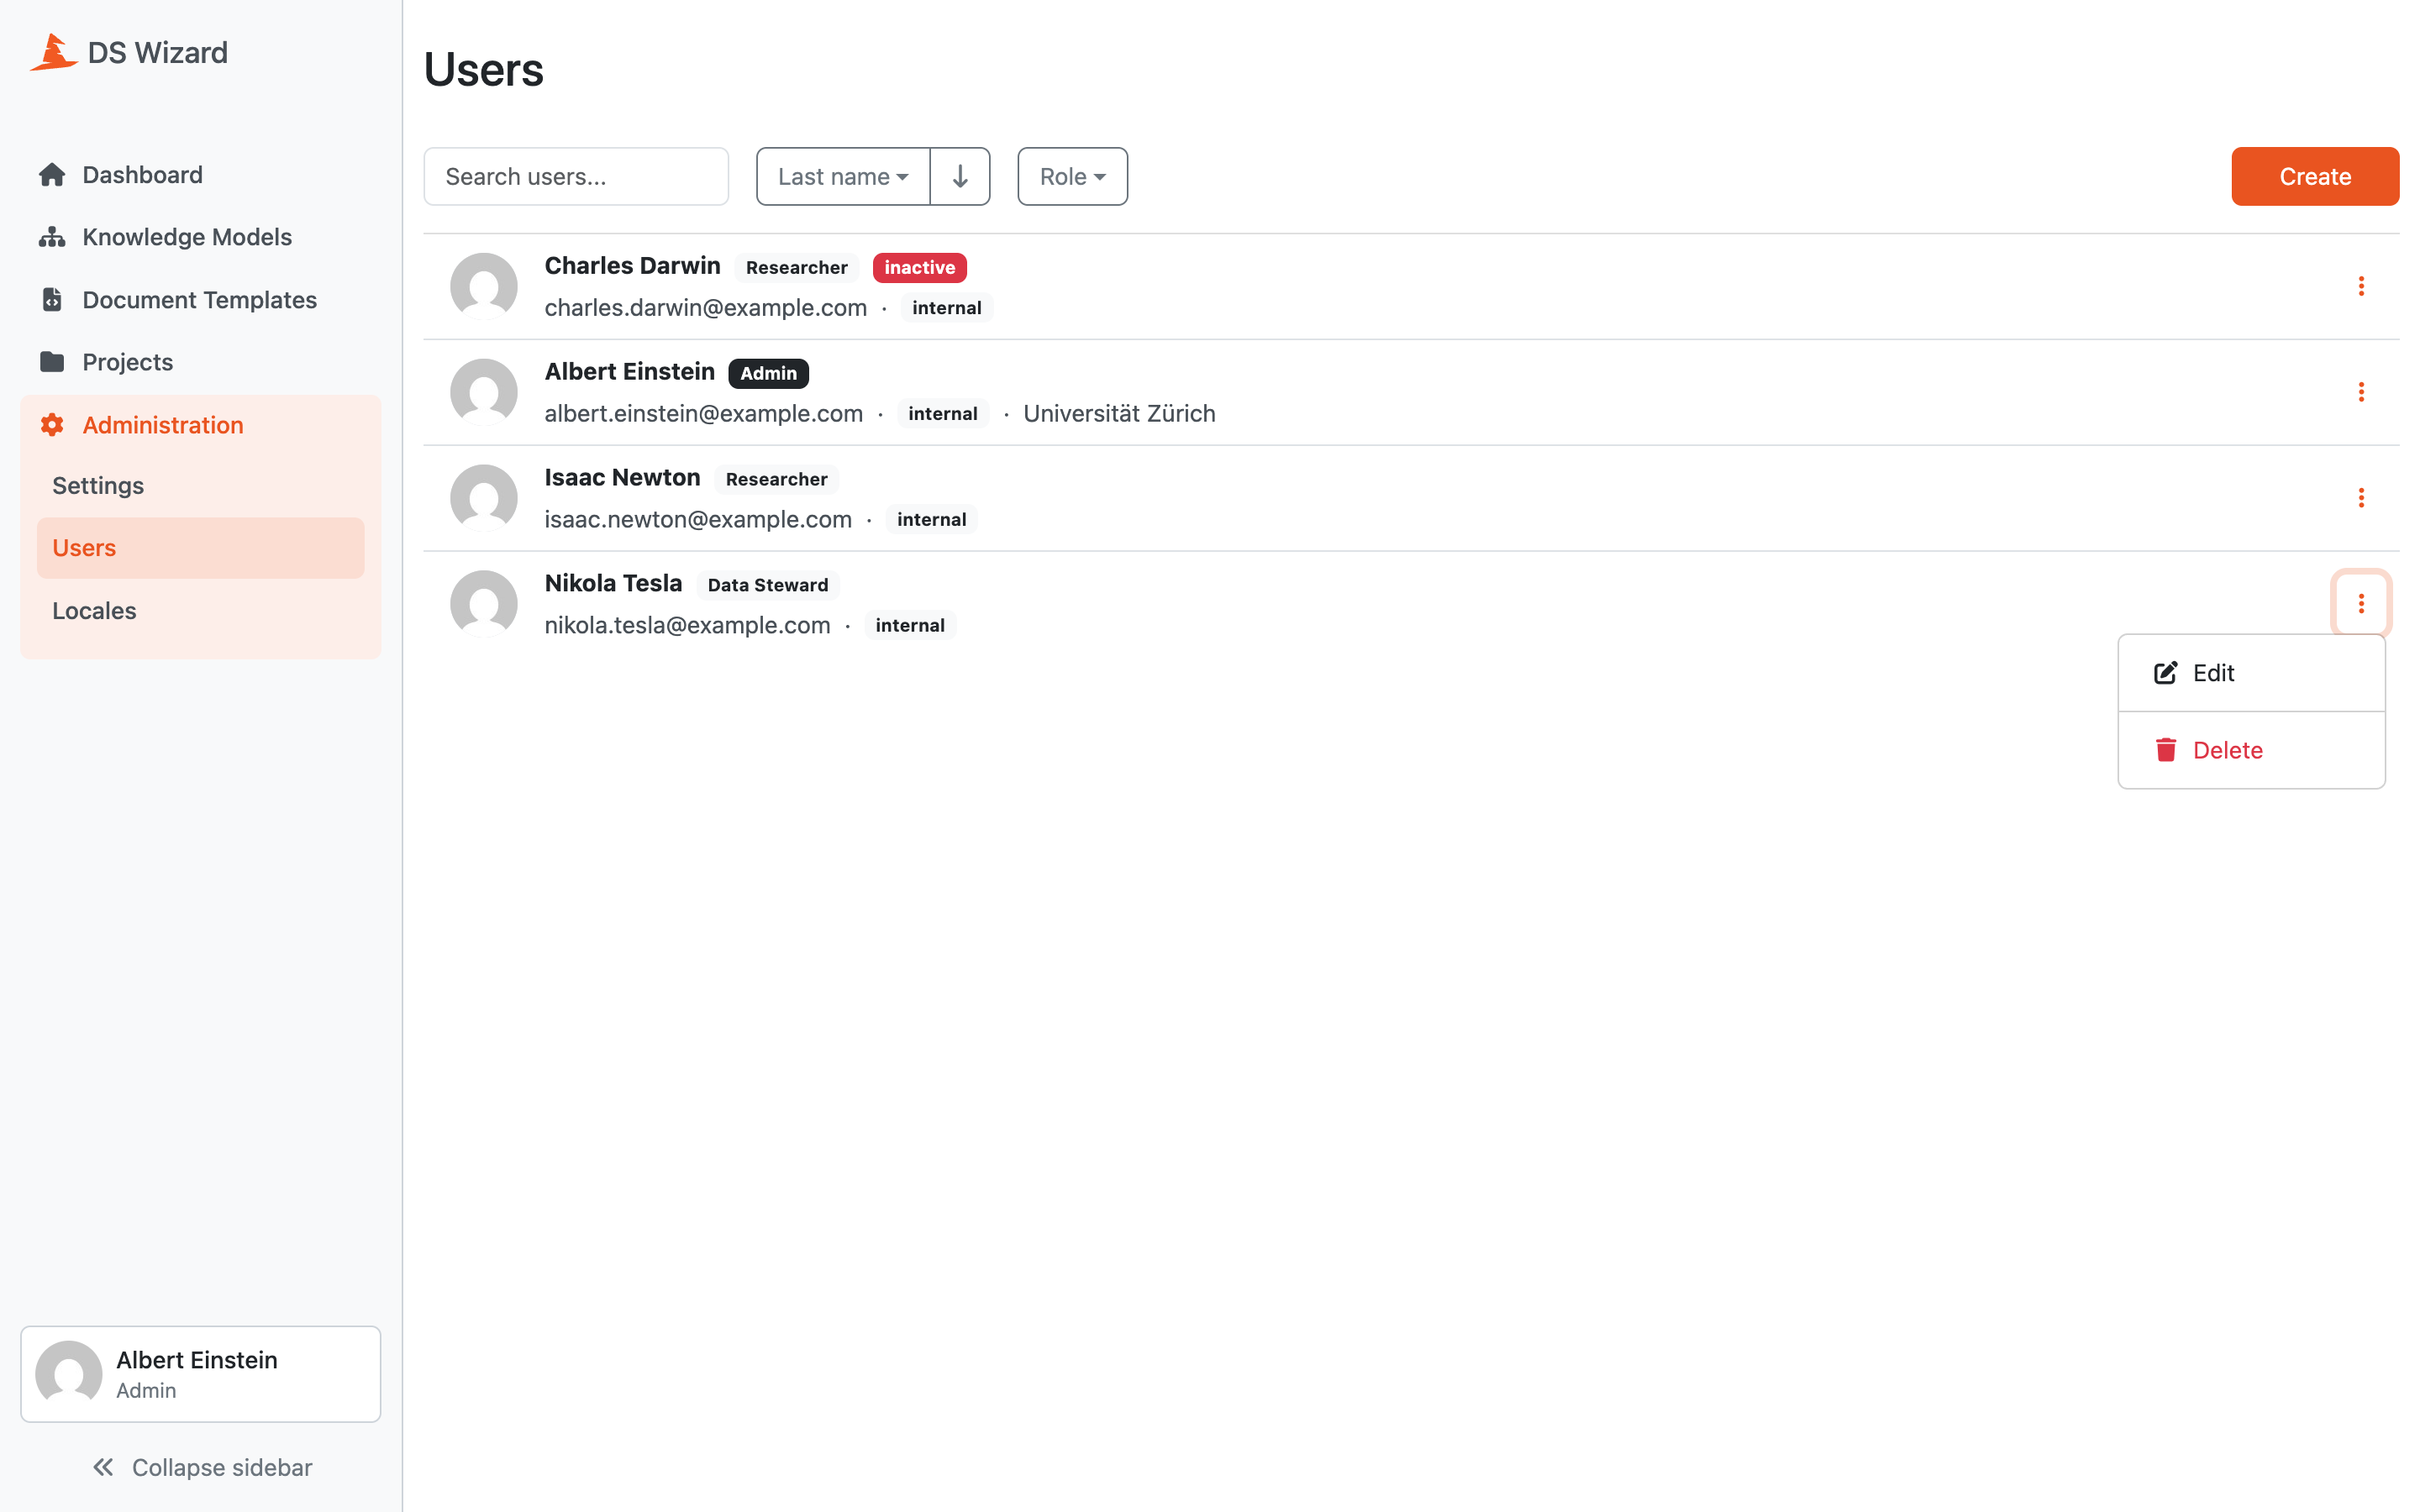 DS Wizard
Dashboard
Knowledge Models
Document Templates
Projects
Administration
Settings
Users
Locales
Albert Einstein
Admin
Collapse sidebar
Users
Search users...
Last name
Role
Create
Charles Darwin Researcher inactive
charles.darwin@example.com · internal
Albert Einstein Admin
albert.einstein@example.com · internal · Universität Zürich
Isaac Newton Researcher
isaac.newton@example.com · internal
Nikola Tesla Data Steward
nikola.tesla@example.com · internal
Edit
Delete